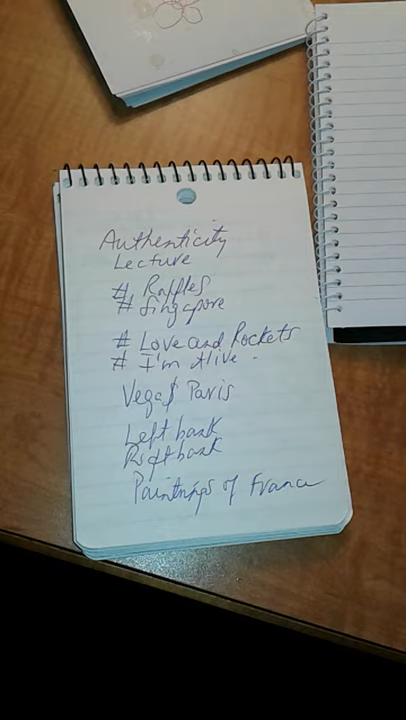 Authenticity
Lecture
# Raffles
# Singapore
# Love and Rockets
# I'm Alive.
Vegas Paris
Left bank
Right bank
Paintings of France